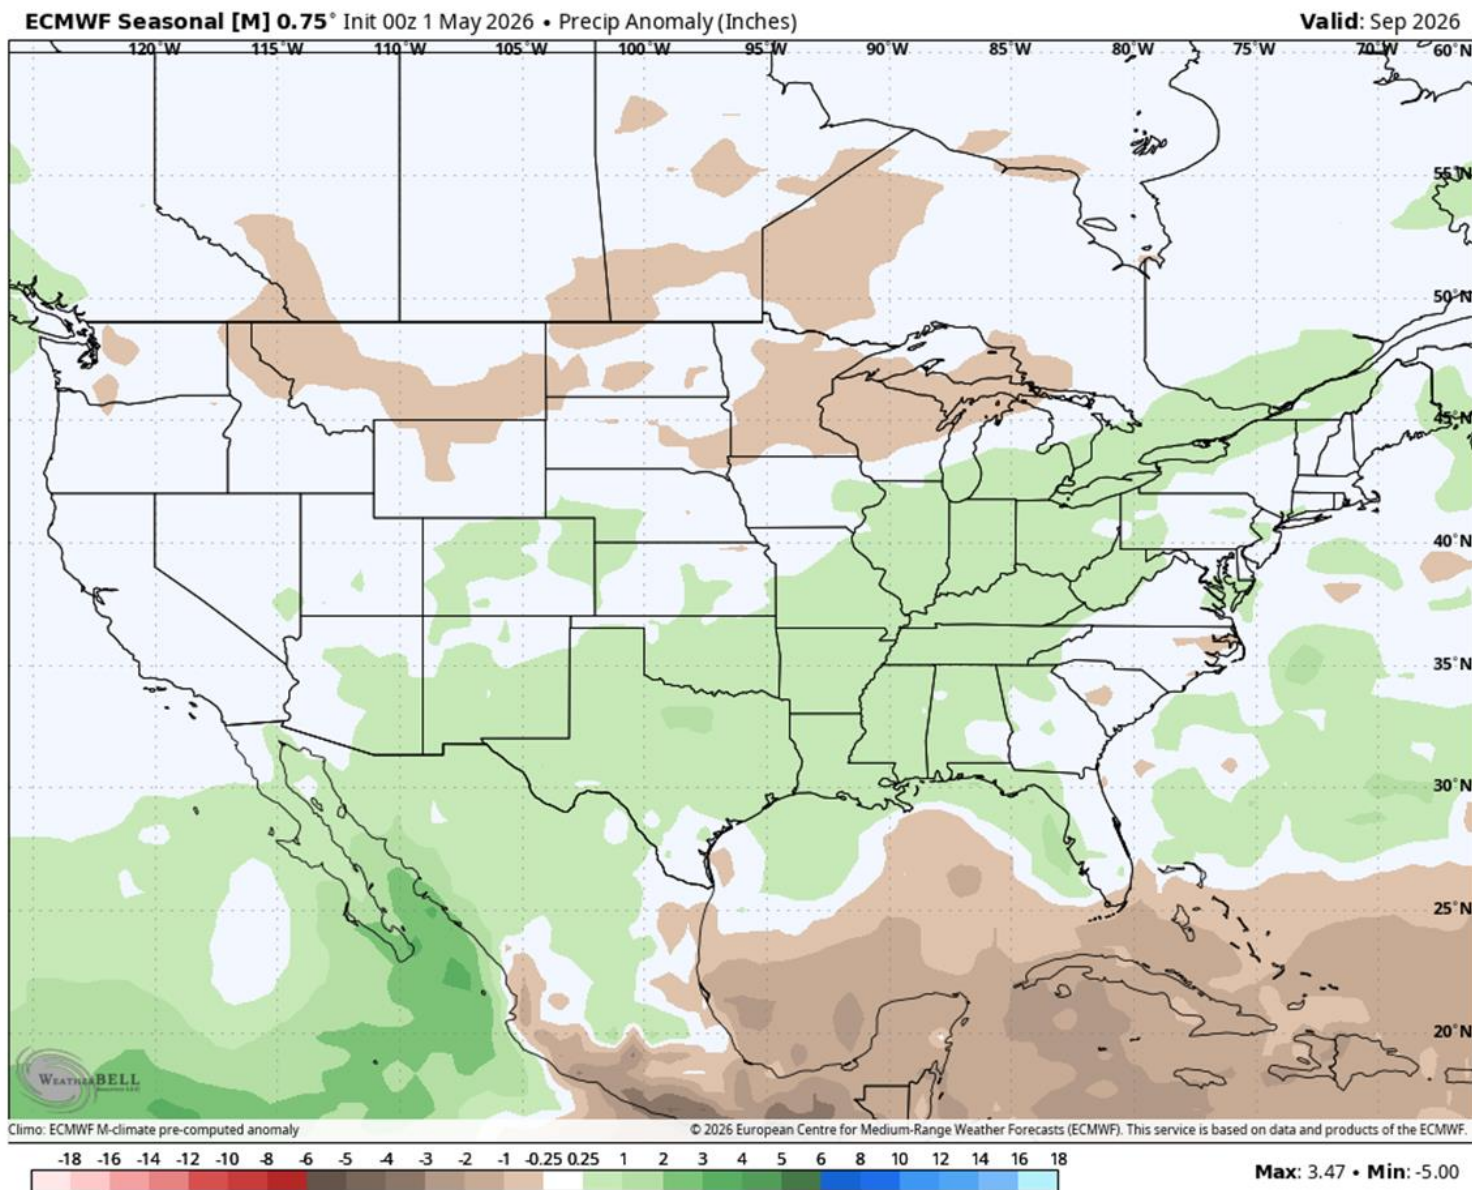 ECMWF Seasonal [M] 0.75° Init 00z 1 May 2026 • Precip Anomaly (Inches) Valid: Sep 2026
120°W 115°W 110°W 105°W 100°W 95°W 90°W 85°W 80°W 75°W 70°W 60°N
55°N
50°N
45°N
40°N
35°N
30°N
25°N
20°N
WEATHERBELL
Climo: ECMWF M-climate pre-computed anomaly © 2026 European Centre for Medium-Range Weather Forecasts (ECMWF). This service is based on data and products of the ECMWF.
-18 -16 -14 -12 -10 -8 -6 -5 -4 -3 -2 -1 -0.25 0.25 1 2 3 4 5 6 8 10 12 14 16 18
Max: 3.47 • Min: -5.00